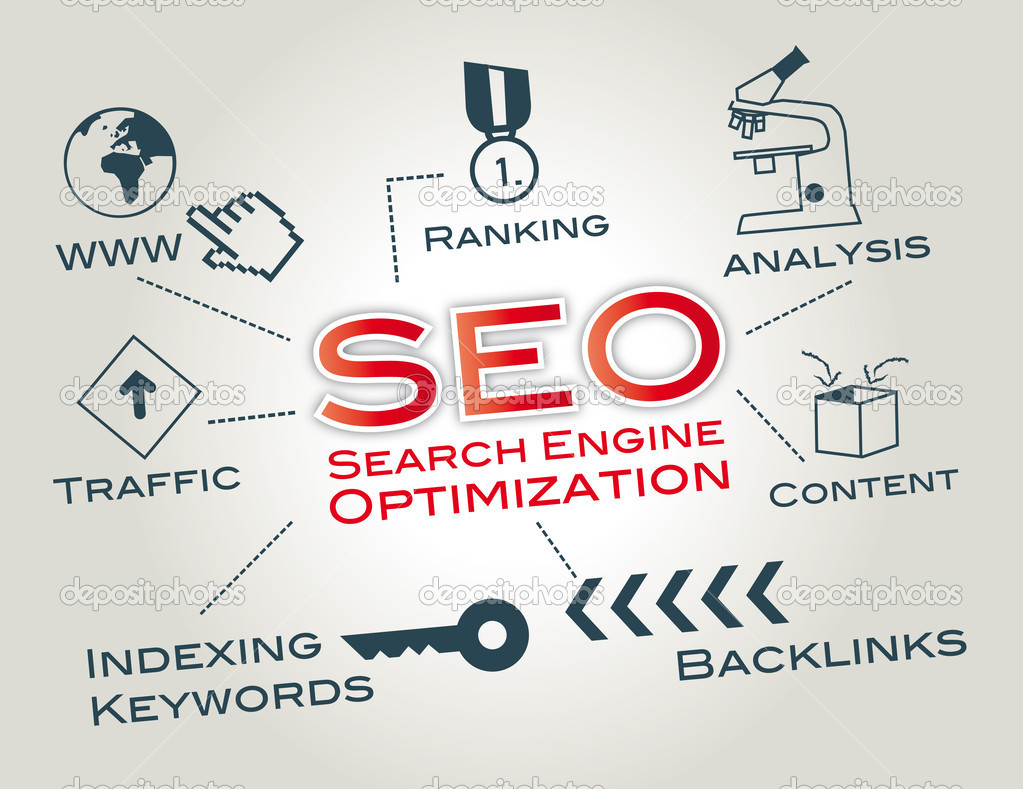 depositphotos depositphotos depositphotos
1.
depositphotos depositphotos depositphotos
RANKING
WWW
ANALYSIS
SEO
depositphotos depositphotos depositphotos
SEARCH ENGINE
OPTIMIZATION
TRAFFIC
CONTENT
depositphotos depositphotos depositphotos
INDEXING
KEYWORDS
BACKLINKS
depositphotos depositphotos depositphotos